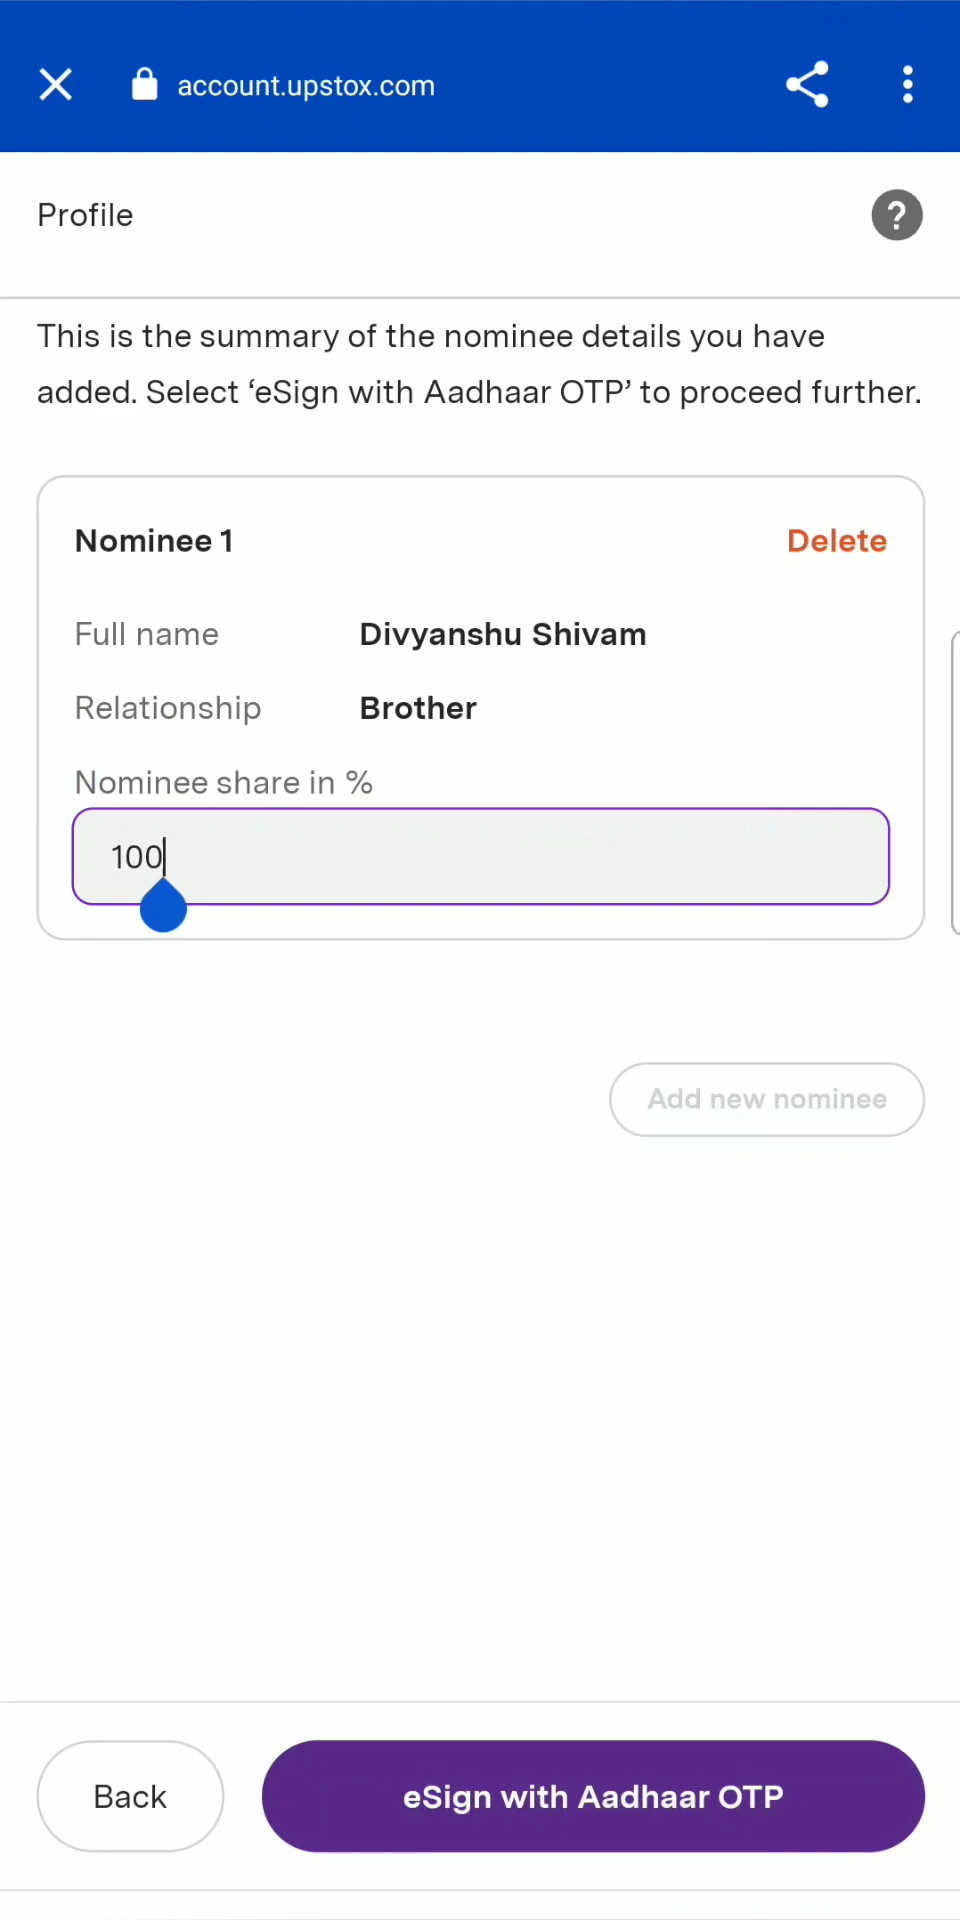 account.upstox.com
Profile
?
This is the summary of the nominee details you have
added. Select ‘eSign with Aadhaar OTP’ to proceed further.
Nominee 1 Delete
Full name Divyanshu Shivam
Relationship Brother
Nominee share in %
100
Add new nominee
Back eSign with Aadhaar OTP